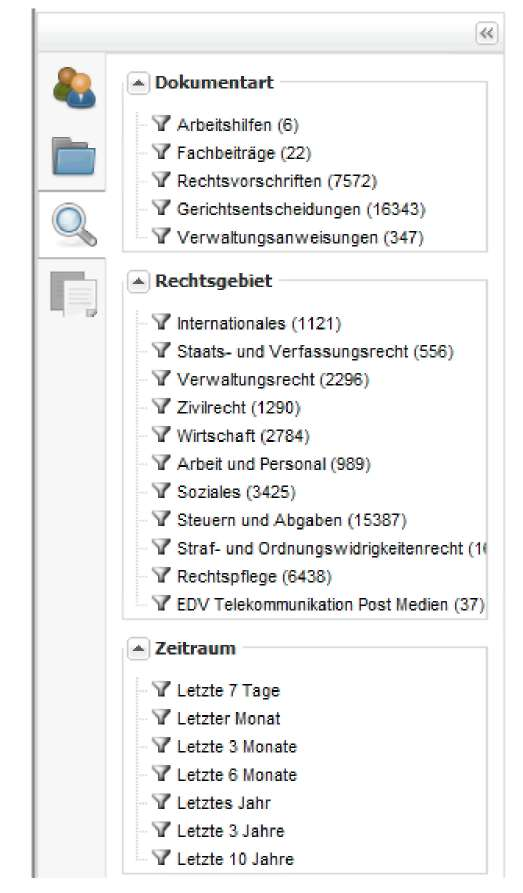 Dokumentart
Arbeitshilfen (6)
Fachbeiträge (22)
Rechtsvorschriften (7572)
Gerichtsentscheidungen (16343)
Verwaltungsanweisungen (347)
Rechtsgebiet
Internationales (1121)
Staats- und Verfassungsrecht (556)
Verwaltungsrecht (2296)
Zivilrecht (1290)
Wirtschaft (2784)
Arbeit und Personal (989)
Soziales (3425)
Steuern und Abgaben (15387)
Straf- und Ordnungswidrigkeitenrecht
Rechtspflege (6438)
EDV Telekommunikation Post Medien (37)
Zeitraum
Letzte 7 Tage
Letzter Monat
Letzte 3 Monate
Letzte 6 Monate
Letztes Jahr
Letzte 3 Jahre
Letzte 10 Jahre